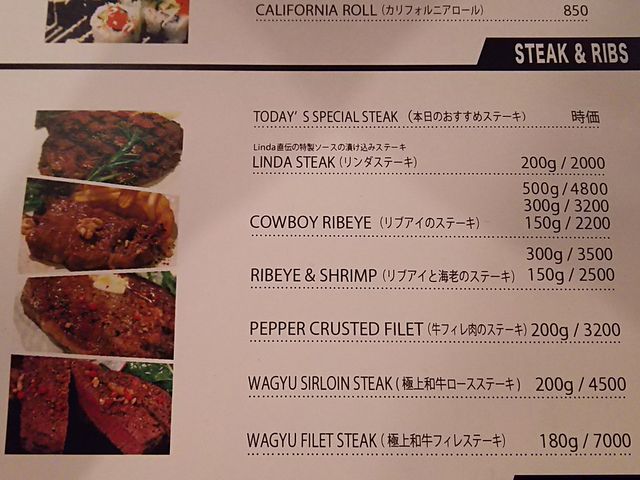 CALIFORNIA ROLL (カリフォルニアロール) 850
STEAK & RIBS
TODAY'S SPECIAL STEAK (本日のおすすめステーキ) 時価
Linda直伝の特製ソースの漬け込みステーキ
LINDA STEAK (リンダステーキ) 200g / 2000
500g / 4800
300g / 3200
COWBOY RIBEYE (リブアイのステーキ) 150g / 2200
300g / 3500
RIBEYE & SHRIMP (リブアイと海老のステーキ) 150g / 2500
PEPPER CRUSTED FILET (牛フィレ肉のステーキ) 200g / 3200
WAGYU SIRLOIN STEAK (極上和牛ロースステーキ) 200g / 4500
WAGYU FILET STEAK (極上和牛フィレステーキ) 180g / 7000